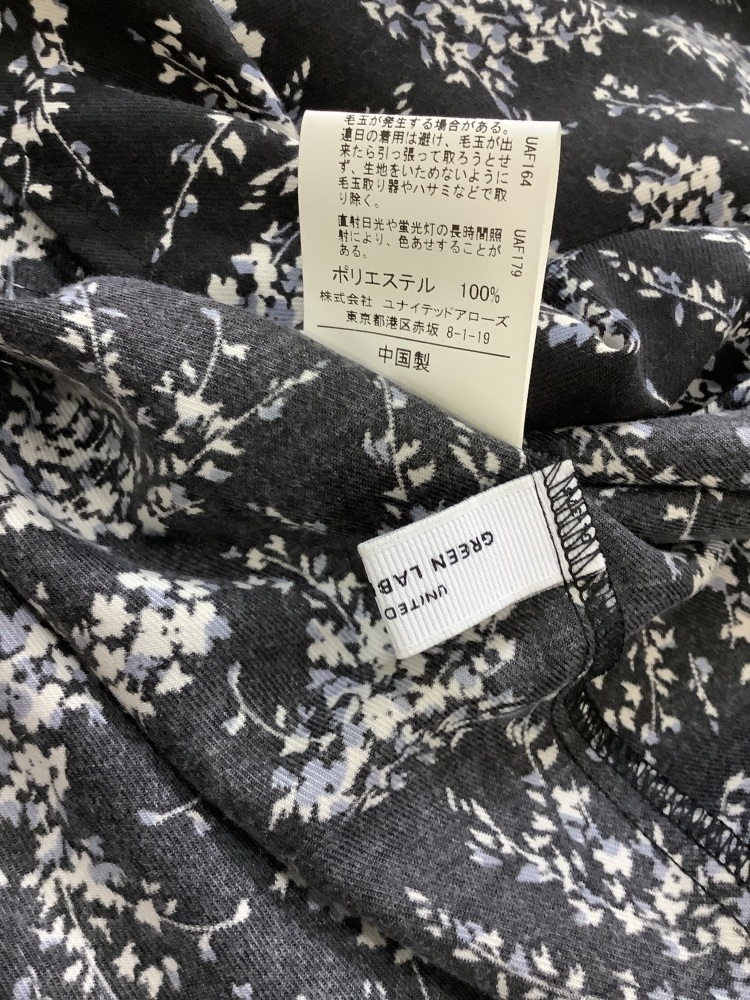 毛玉が発生する場合がある。
連日の着用は避け、毛玉が出
来たら引っ張って取ろうとせ
ず、生地をいためないように
毛玉取り器やハサミなどで取
り除く。
直射日光や蛍光灯の長時間照
射により、色あせすることが
ある。
ポリエステル 100%
株式会社 ユナイテッドアローズ
東京都港区赤坂 8-1-19
中国製
UAF164
UAF179
UNITED
GREEN LAB